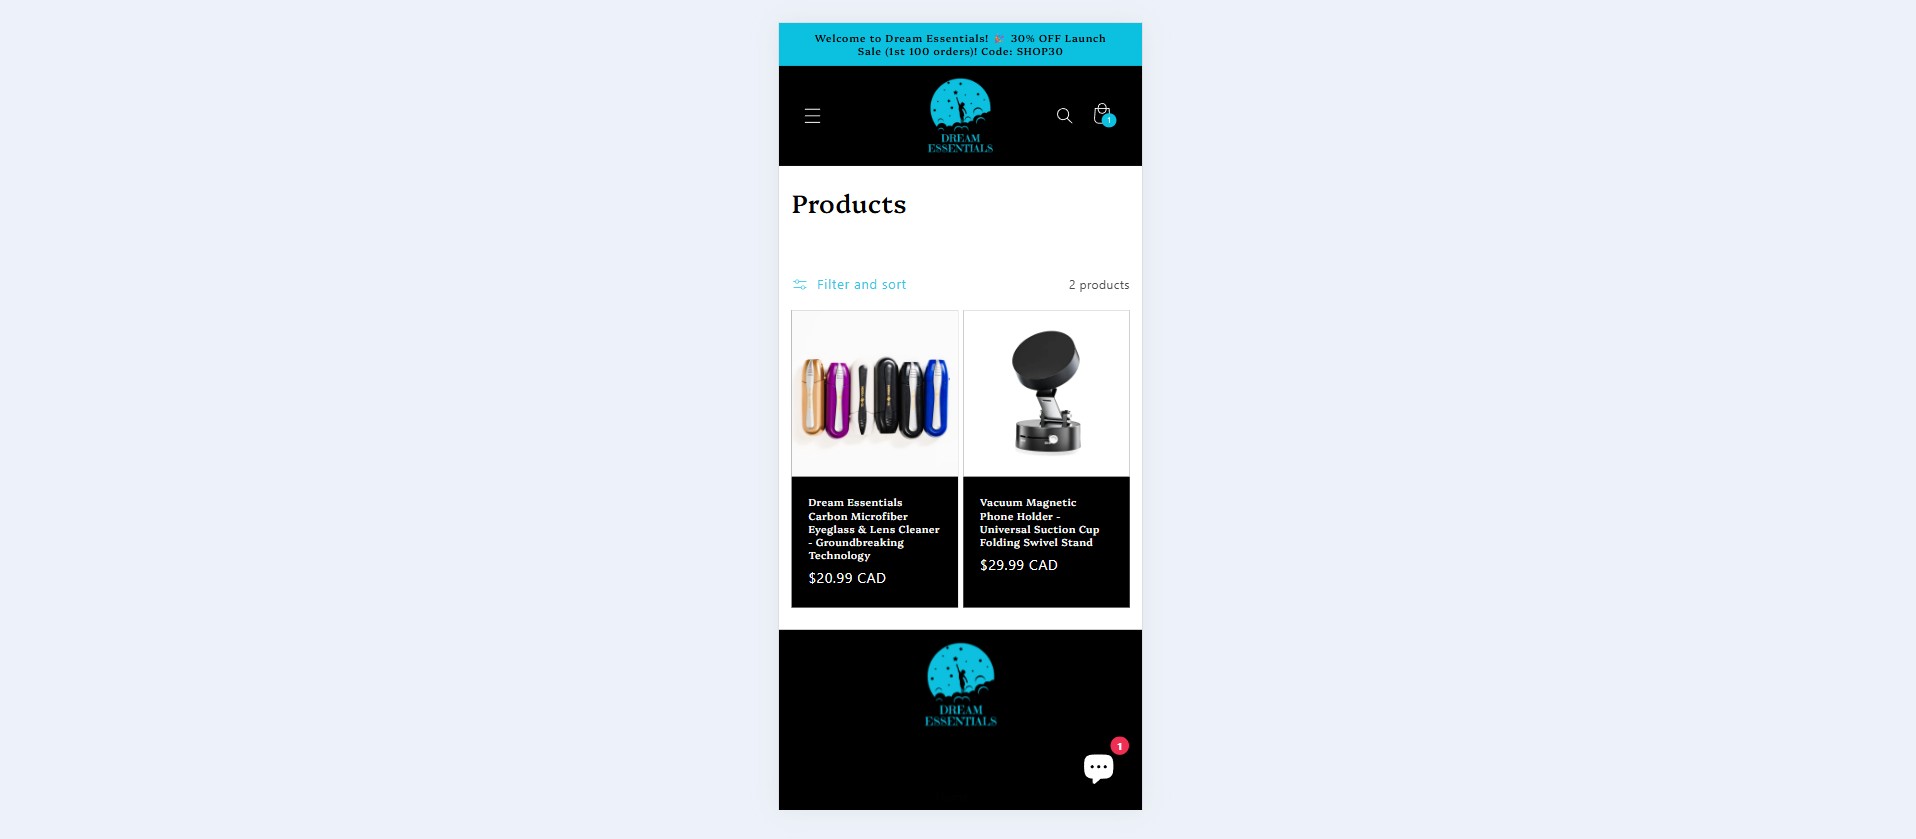 Welcome to Dream Essentials! 🎉 30% OFF Launch
Sale (1st 100 orders)! Code: SHOP30
DREAM
ESSENTIALS
1
Products
Filter and sort
2 products
Dream Essentials
Carbon Microfiber
Eyeglass & Lens Cleaner
- Groundbreaking
Technology
$20.99 CAD
Vacuum Magnetic
Phone Holder -
Universal Suction Cup
Folding Swivel Stand
$29.99 CAD
DREAM
ESSENTIALS
1